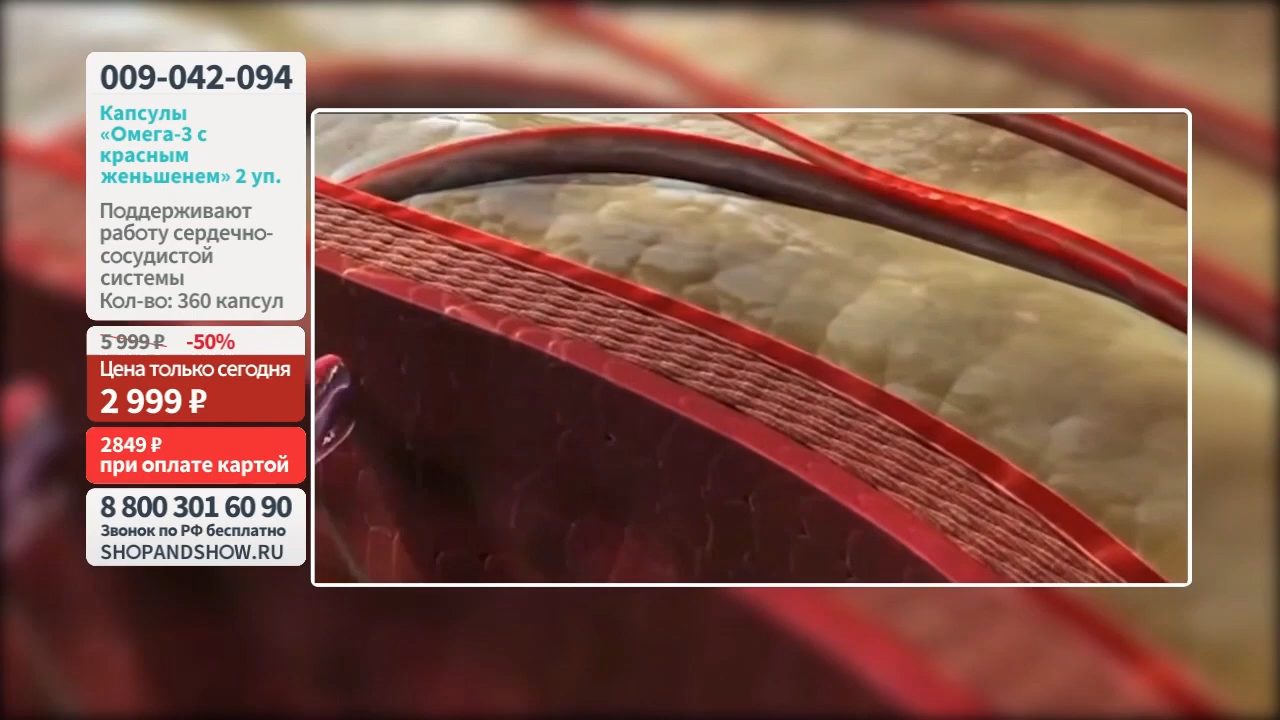 009-042-094
Капсулы
«Омега-3 с
красным
женьшенем» 2 уп.
Поддерживают
работу сердечно-
сосудистой
системы
Кол-во: 360 капсул
5 999 ₽ -50%
Цена только сегодня
2 999 ₽
2849 ₽
при оплате картой
8 800 301 60 90
Звонок по РФ бесплатно
SHOPANDSHOW.RU